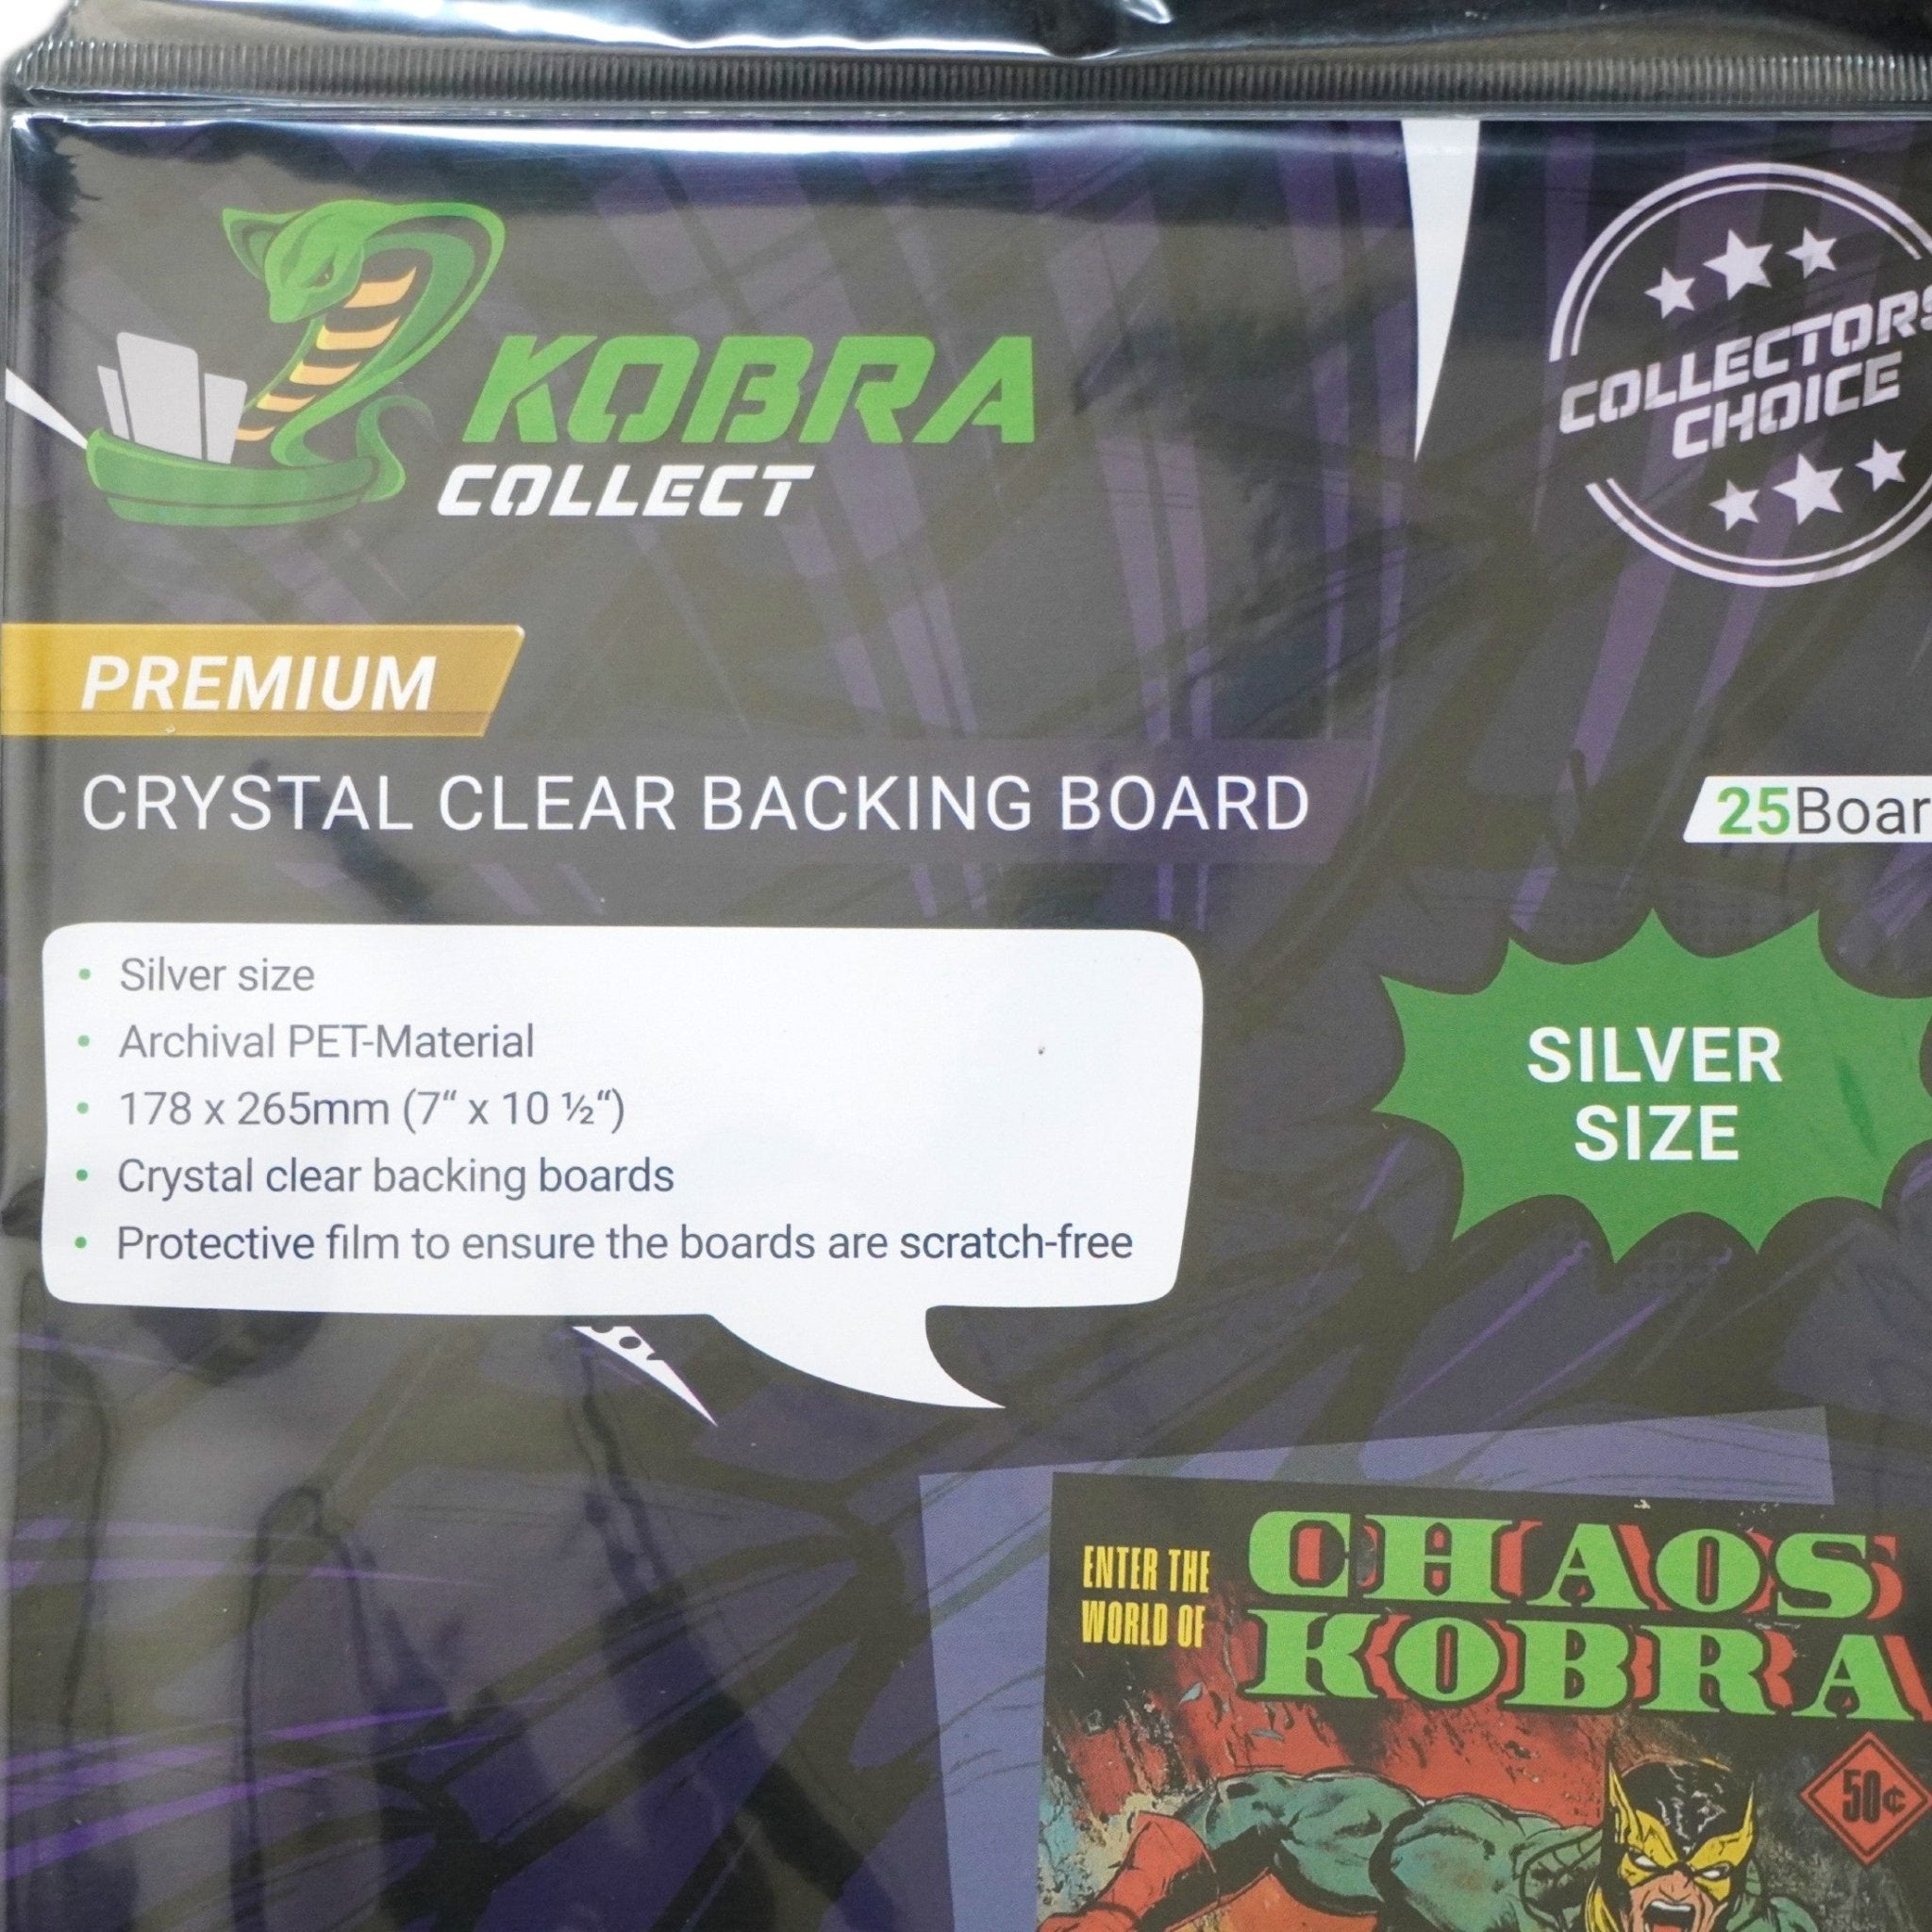 KOBRA
COLLECT
COLLECTORS
CHOICE
PREMIUM
CRYSTAL CLEAR BACKING BOARD
25Boar
• Silver size
• Archival PET-Material
• 178 x 265mm (7“ x 10 ½“)
• Crystal clear backing boards
• Protective film to ensure the boards are scratch-free
SILVER
SIZE
ENTER THE
WORLD OF
CHAOS
KOBRA
50¢